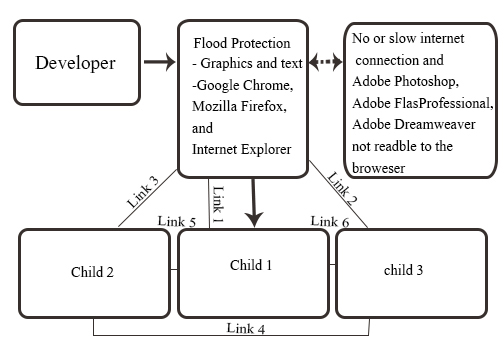 Developer
Flood Protection
- Graphics and text
-Google Chrome,
Mozilla Firefox,
and
Internet Explorer
No or slow internet
connection and
Adobe Photoshop,
Adobe FlasProfessional,
Adobe Dreamweaver
not readble to the
broweser
Link 3
Link 1
Link 2
Link 5
Link 6
Child 2
Child 1
child 3
Link 4